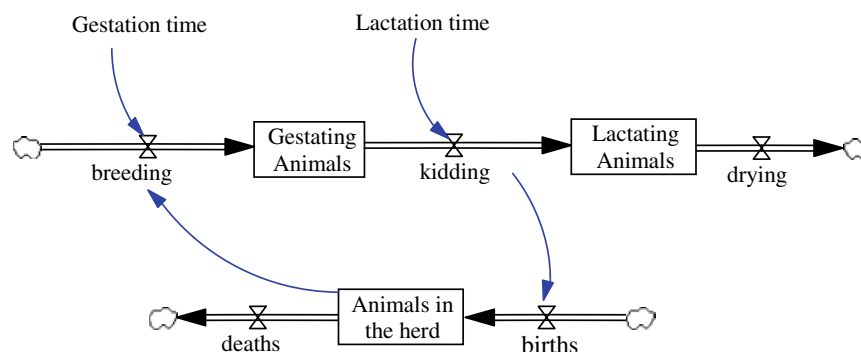 Gestation time
Lactation time
Gestating
Animals
Lactating
Animals
breeding
kidding
drying
Animals in
the herd
deaths
births